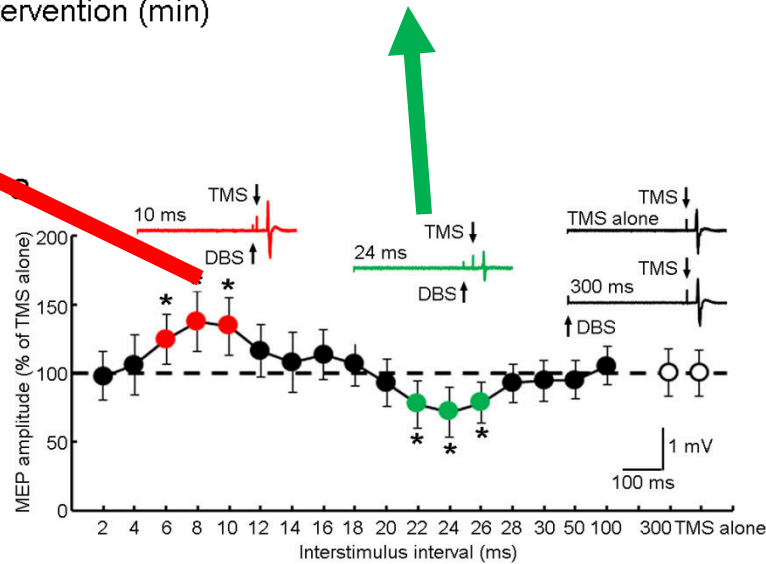 tervention (min)
TMS
10 ms
DBS
TMS
24 ms
DBS
TMS
TMS alone
TMS
300 ms
DBS
MEP amplitude (% of TMS alone)
200
150
100
50
0
*
*
*
*
*
*
1 mV
100 ms
2 4 6 8 10 12 14 16 18 20 22 24 26 28 30 50 100 300 TMS alone
Interstimulus interval (ms)